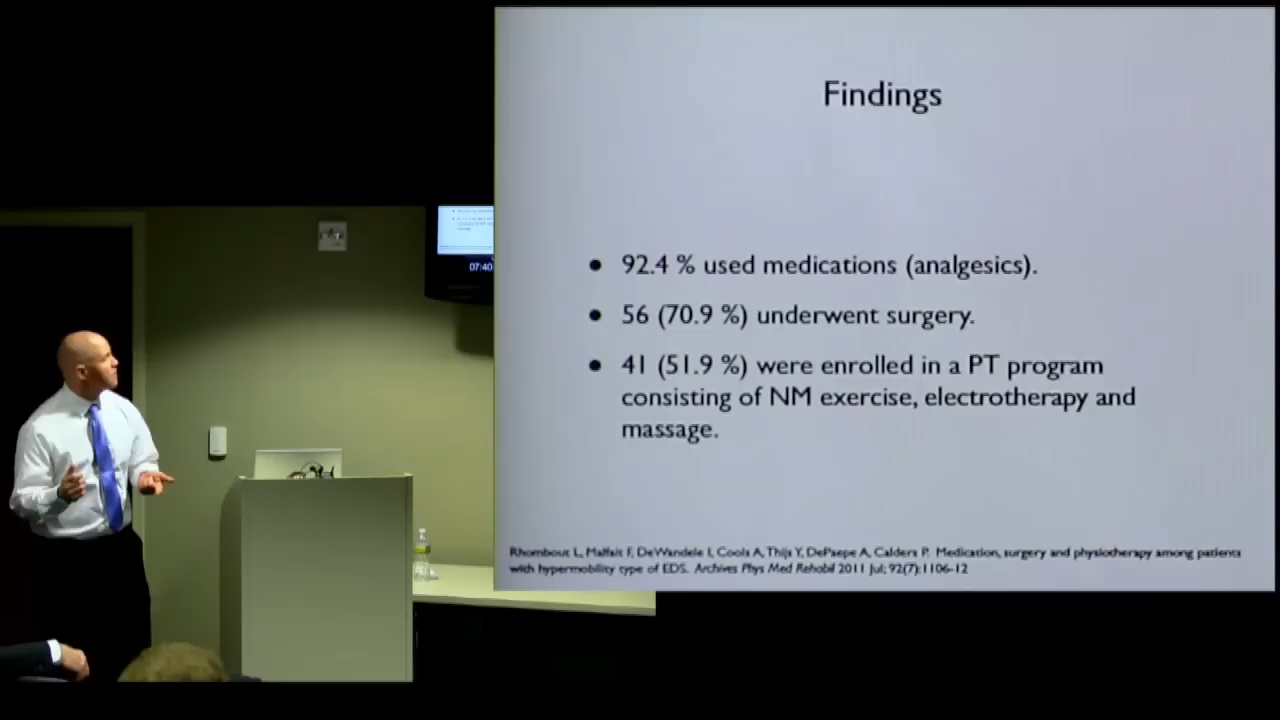 Findings
• 92.4 % used medications (analgesics).
• 56 (70.9 %) underwent surgery.
• 41 (51.9 %) were enrolled in a PT program
consisting of NM exercise, electrotherapy and
massage.
Rhombout L, Malfait F, DeWandele I, Cools A, Thijs Y, DePaepe A, Calders P. Medication, surgery and physiotherapy among patients
with hypermobility type of EDS. Archives Phys Med Rehabil 2011 Jul; 92(7):1106-12
07:40